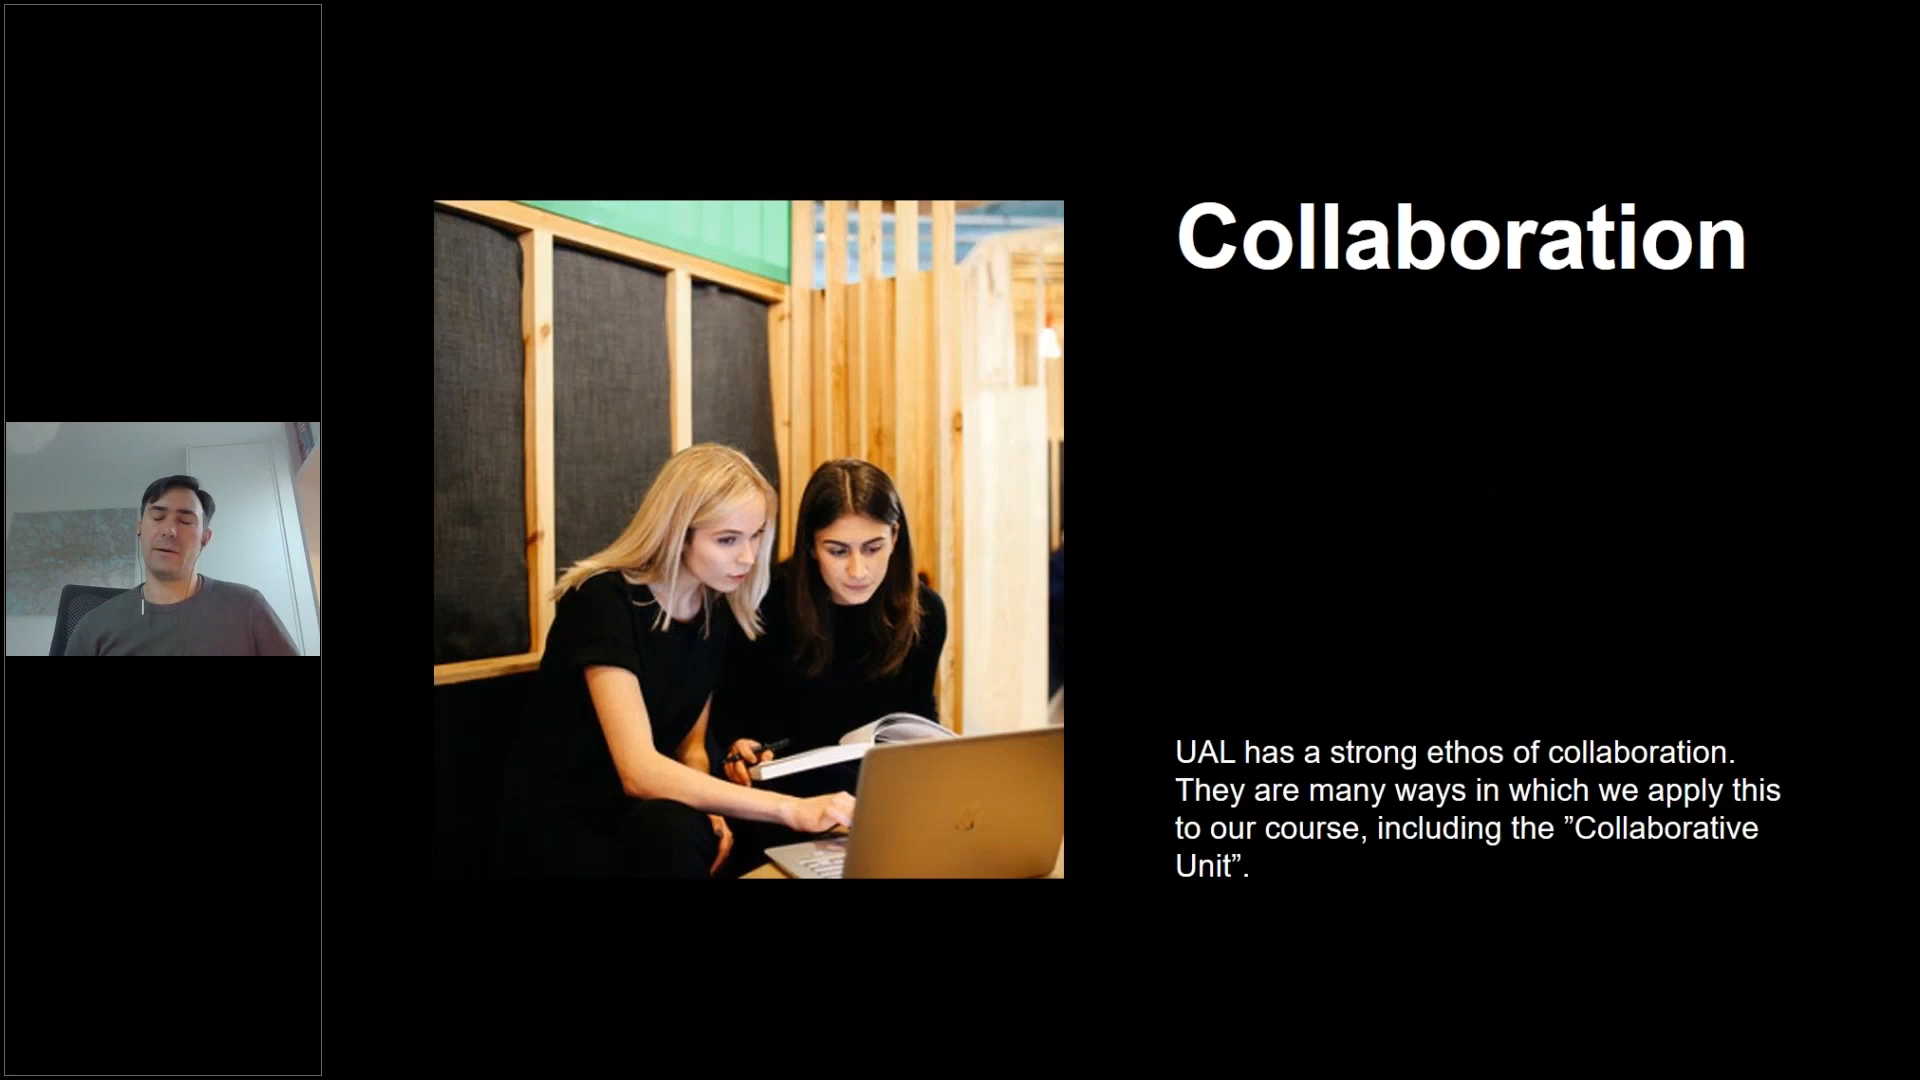 Collaboration
UAL has a strong ethos of collaboration.
They are many ways in which we apply this
to our course, including the ”Collaborative
Unit”.